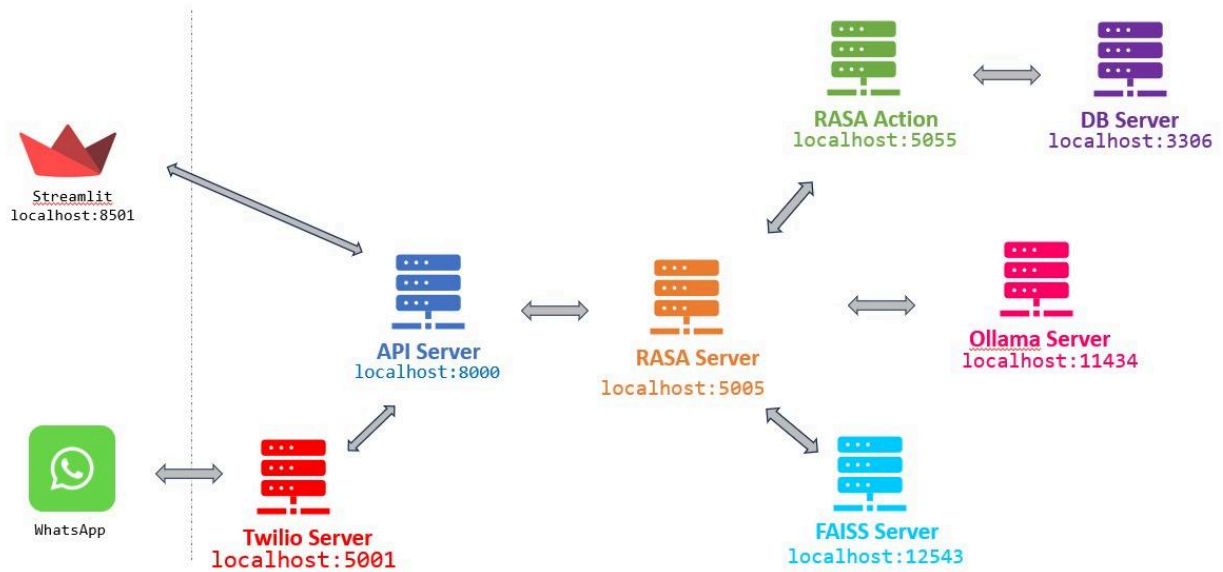 RASA Action
localhost:5055
DB Server
localhost:3306
Streamlit
localhost:8501
API Server
localhost:8000
RASA Server
localhost:5005
Ollama Server
localhost:11434
WhatsApp
Twilio Server
localhost:5001
FAISS Server
localhost:12543